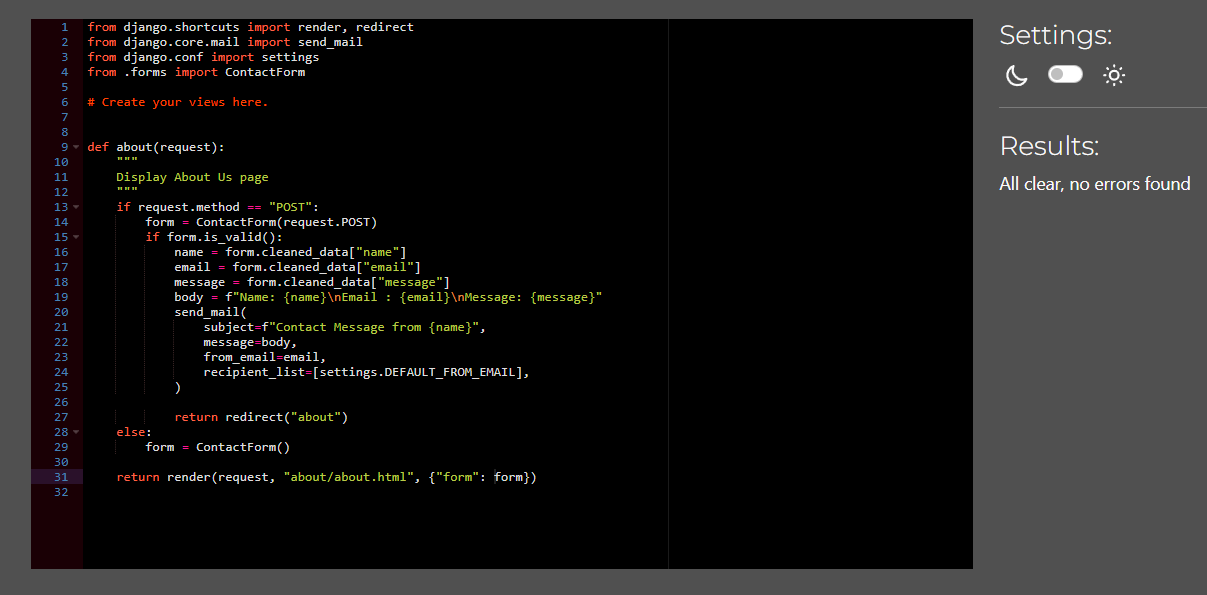 1 from django.shortcuts import render, redirect
2 from django.core.mail import send_mail
3 from django.conf import settings
4 from .forms import ContactForm
5
6 # Create your views here.
7
8
9 def about(request):
10     """
11     Display About Us page
12     """
13     if request.method == "POST":
14         form = ContactForm(request.POST)
15         if form.is_valid():
16             name = form.cleaned_data["name"]
17             email = form.cleaned_data["email"]
18             message = form.cleaned_data["message"]
19             body = f"Name: {name}\nEmail : {email}\nMessage: {message}"
20             send_mail(
21                 subject=f"Contact Message from {name}",
22                 message=body,
23                 from_email=email,
24                 recipient_list=[settings.DEFAULT_FROM_EMAIL],
25             )
26
27             return redirect("about")
28     else:
29         form = ContactForm()
30
31     return render(request, "about/about.html", {"form": form})
32
Settings:
Results:
All clear, no errors found